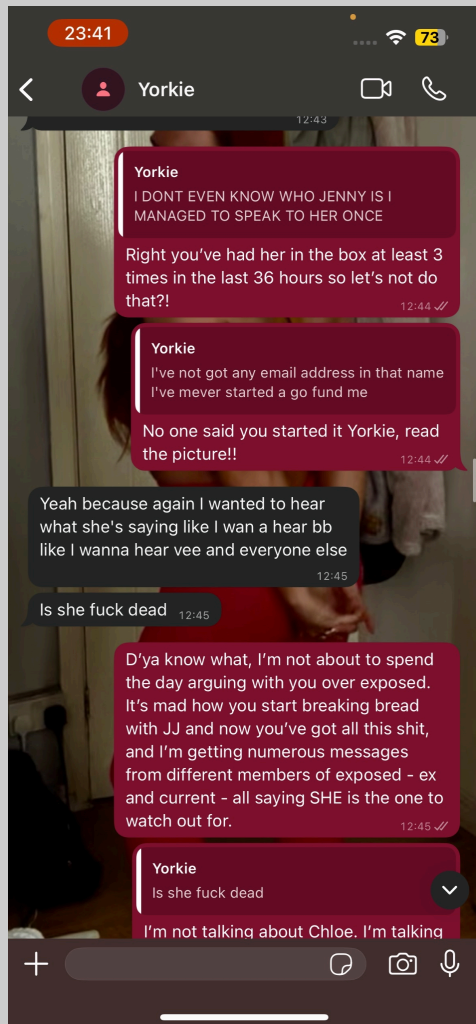 23:41
73
Yorkie
12:43
Yorkie
I DONT EVEN KNOW WHO JENNY IS I
MANAGED TO SPEAK TO HER ONCE
Right you’ve had her in the box at least 3
times in the last 36 hours so let’s not do
that?!
12:44
Yorkie
I've not got any email address in that name
I've mever started a go fund me
No one said you started it Yorkie, read
the picture!!
12:44
Yeah because again I wanted to hear
what she's saying like I wan a hear bb
like I wanna hear vee and everyone else
12:45
Is she fuck dead 12:45
D’ya know what, I’m not about to spend
the day arguing with you over exposed.
It’s mad how you start breaking bread
with JJ and now you’ve got all this shit,
and I’m getting numerous messages
from different members of exposed - ex
and current - all saying SHE is the one to
watch out for.
12:45
Yorkie
Is she fuck dead
I’m not talking about Chloe. I’m talking